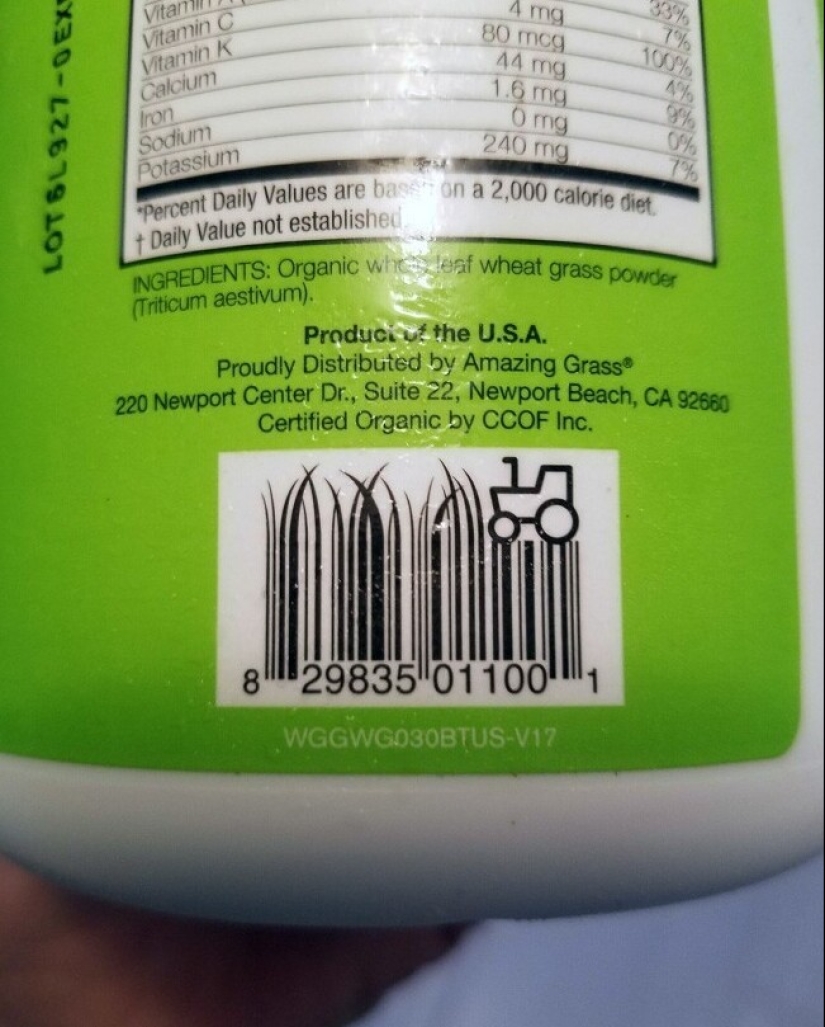 LOT 6L927 - 0 EX
Vitamin 33%
Vitamin C 4 mg 7%
Vitamin K 80 mcg 100%
Calcium 44 mg 4%
Iron 1.6 mg 9%
Sodium 0 mg 0%
Potassium 240 mg 7%
*Percent Daily Values are based on a 2,000 calorie diet.
† Daily Value not established
INGREDIENTS: Organic whole leaf wheat grass powder
(Triticum aestivum).
Product of the U.S.A.
Proudly Distributed by Amazing Grass®
220 Newport Center Dr., Suite 22, Newport Beach, CA 92660
Certified Organic by CCOF Inc.
8 29835 01100 1
WGGWG030BTUS-V17